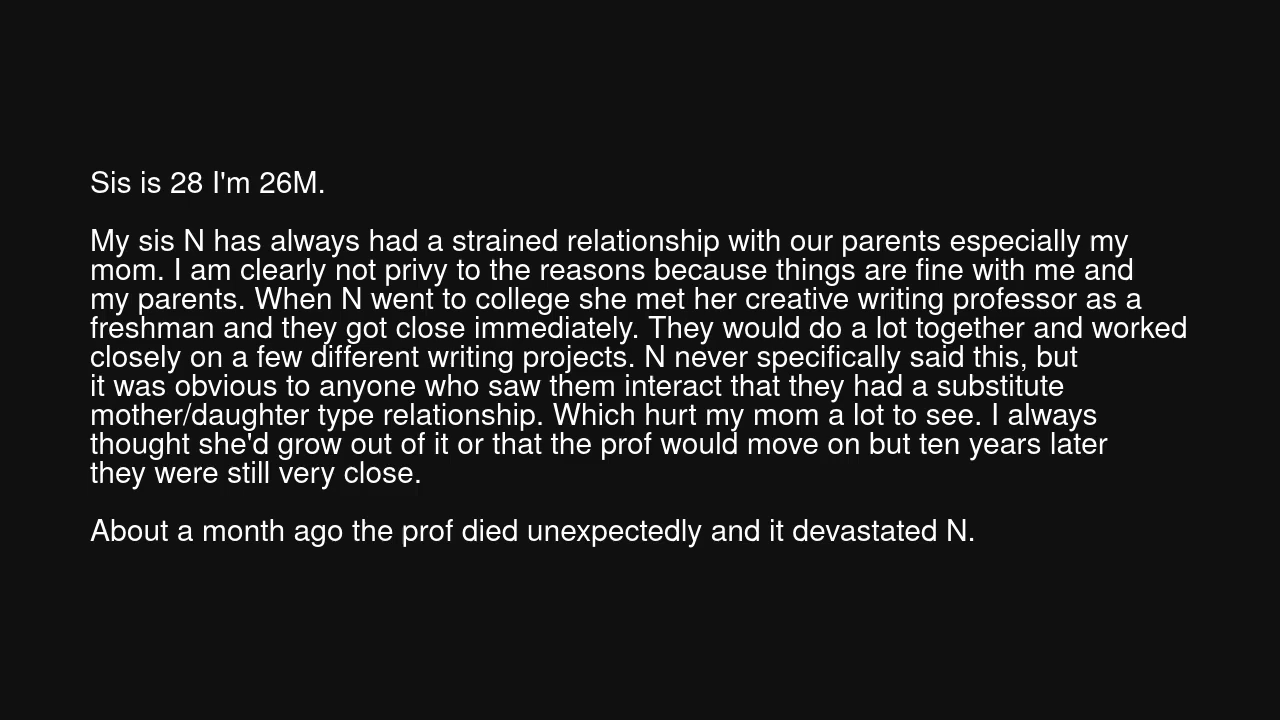 Sis is 28 I'm 26M.
My sis N has always had a strained relationship with our parents especially my
mom. I am clearly not privy to the reasons because things are fine with me and
my parents. When N went to college she met her creative writing professor as a
freshman and they got close immediately. They would do a lot together and worked
closely on a few different writing projects. N never specifically said this, but
it was obvious to anyone who saw them interact that they had a substitute
mother/daughter type relationship. Which hurt my mom a lot to see. I always
thought she'd grow out of it or that the prof would move on but ten years later
they were still very close.
About a month ago the prof died unexpectedly and it devastated N.